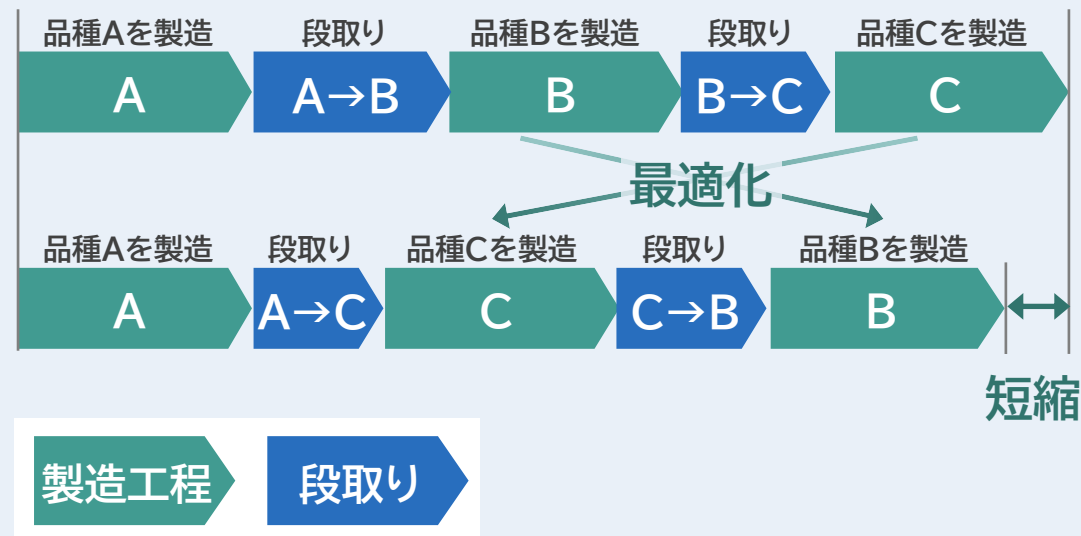 品種Aを製造 段取り 品種Bを製造 段取り 品種Cを製造
A A→B B B→C C
最適化
品種Aを製造 段取り 品種Cを製造 段取り 品種Bを製造
A A→C C C→B B
短縮
製造工程 段取り